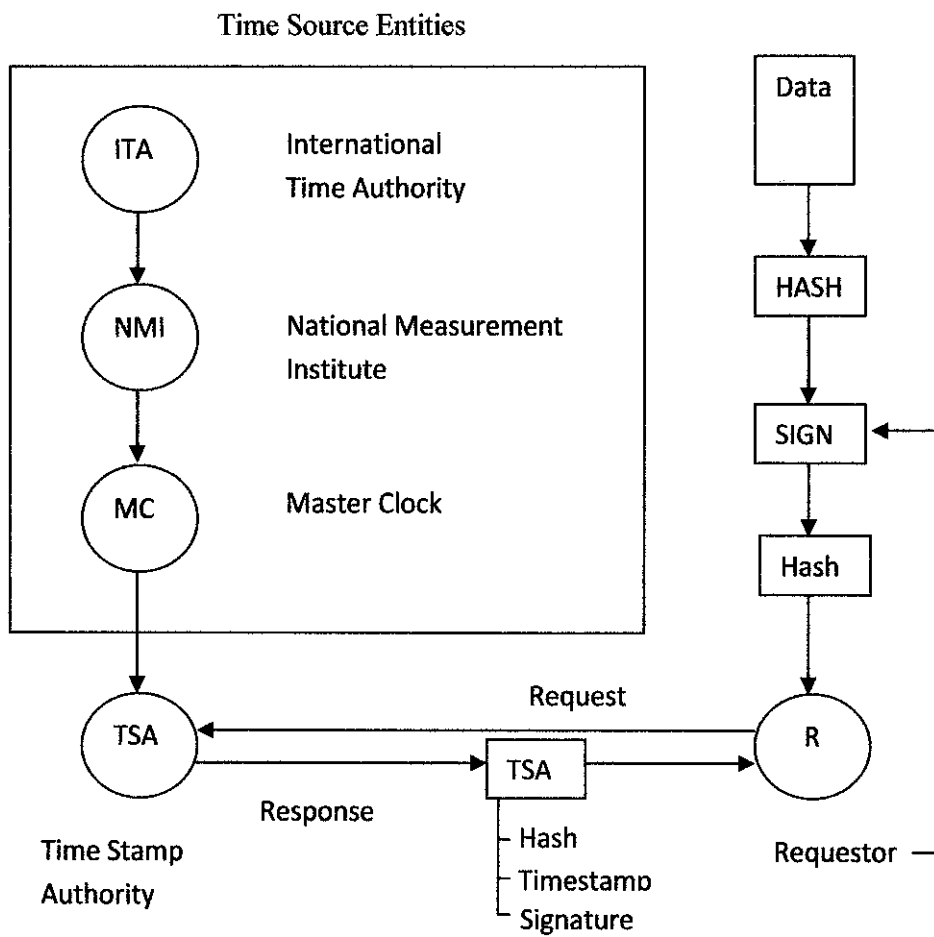 Time Source Entities
ITA
International
Time Authority
NMI
National Measurement
Institute
MC
Master Clock
Data
HASH
SIGN
Hash
Request
TSA
R
TSA
Response
Hash
Timestamp
Signature
Time Stamp
Authority
Requestor